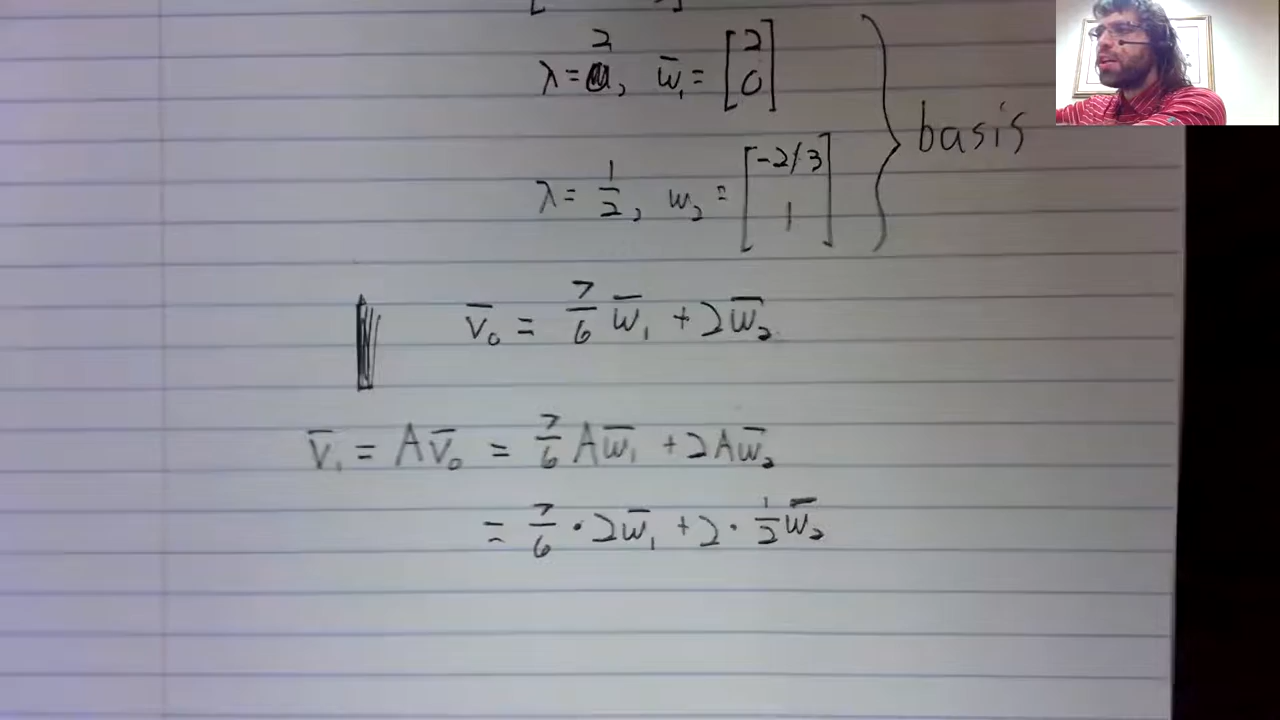 2
λ = , w̄₁ = [2 0]
} basis
λ = 1/2, w₂ = [-2/3 1]
v̄₀ = 7/6 w̄₁ + 2w̄₂
v̄₁ = Av̄₀ = 7/6 Aw̄₁ + 2Aw̄₂
= 7/6 · 2w̄₁ + 2 · 1/2 w̄₂